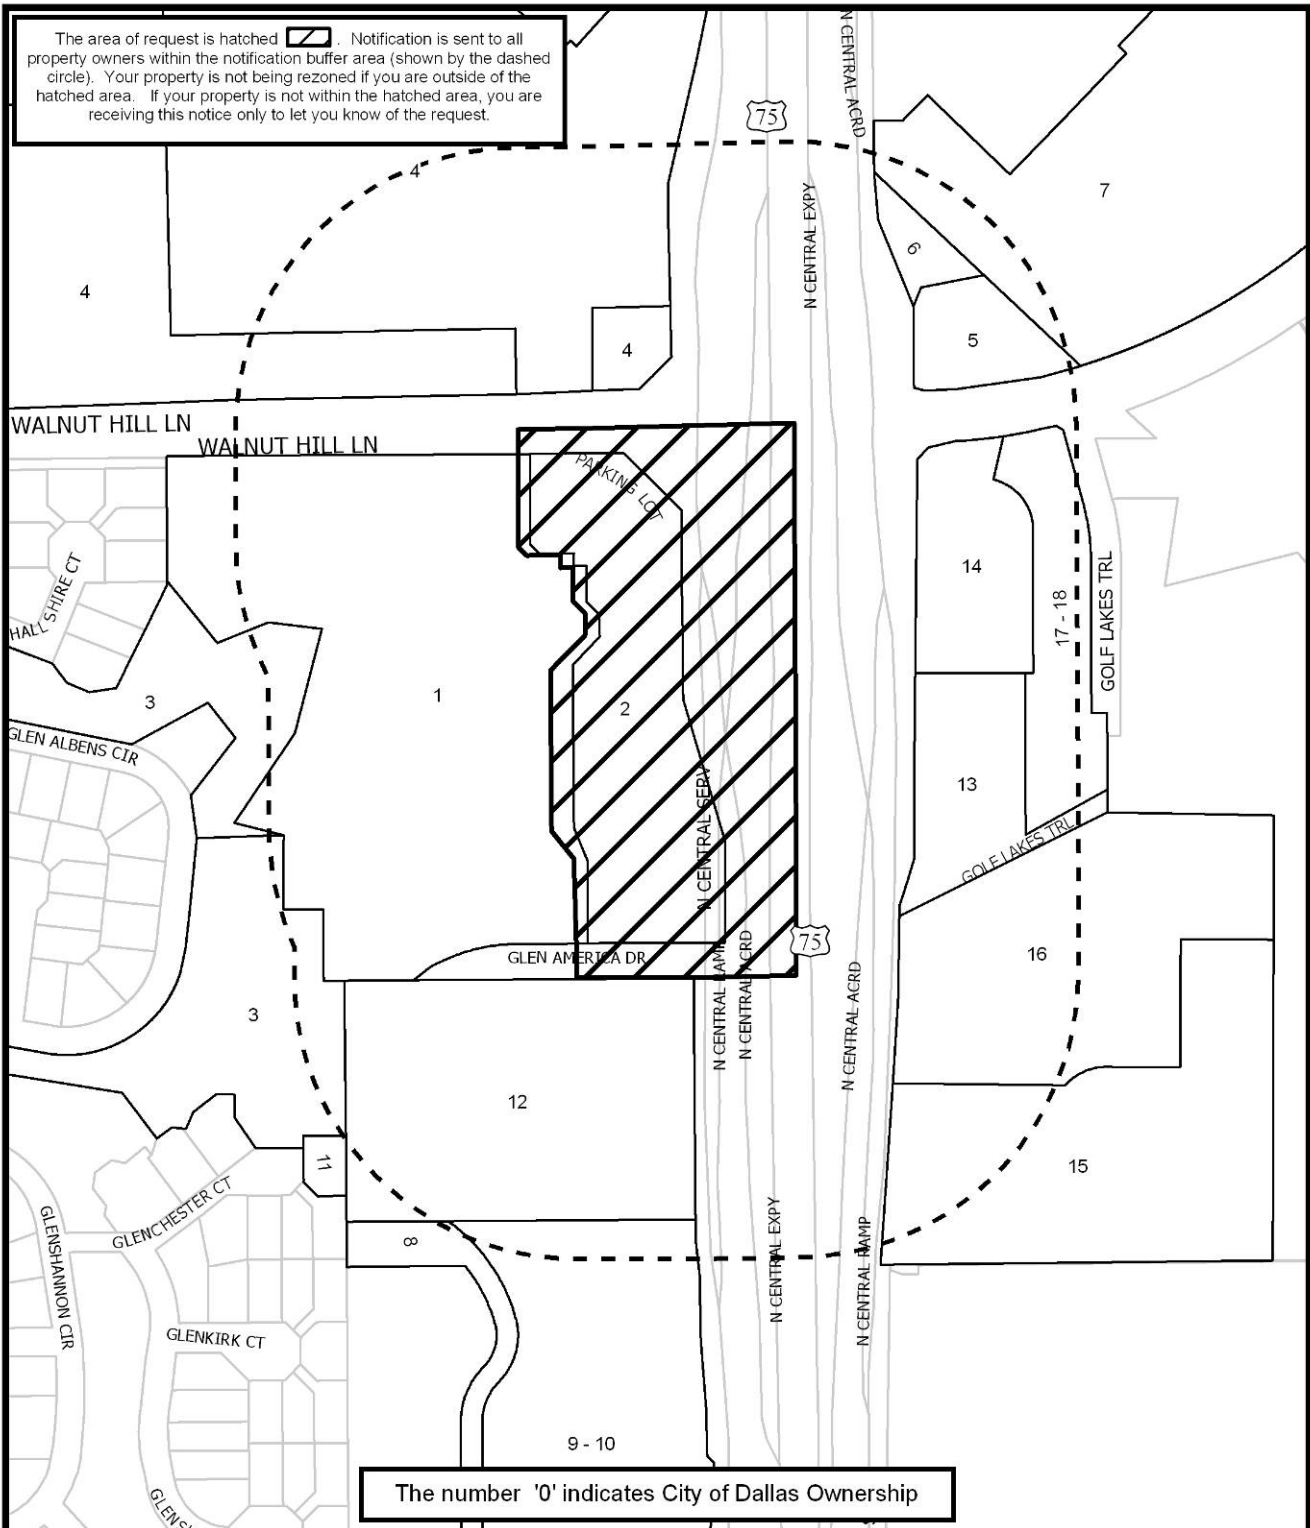 The area of request is hatched . Notification is sent to all
property owners within the notification buffer area (shown by the dashed
circle). Your property is not being rezoned if you are outside of the
hatched area. If your property is not within the hatched area, you are
receiving this notice only to let you know of the request.
N CENTRAL ACRD
75
4
7
N CENTRAL EXPY
6
4
5
4
WALNUT HILL LN
WALNUT HILL LN
PARKING LOT
14
HALLSHIRE CT
17 - 18
GOLF LAKES TRL
1
3
2
GLEN ALBENS CIR
13
N CENTRAL SERV
GOLF LAKES TRL
75
16
GLEN AMERICA DR
N CENTRAL RAMP
N CENTRAL ACRD
N CENTRAL ACRD
3
12
11
15
GLENCHESTER CT
8
GLENSHANNON CIR
N CENTRAL EXPY
N CENTRAL RAMP
GLENKIRK CT
9 - 10
The number '0' indicates City of Dallas Ownership